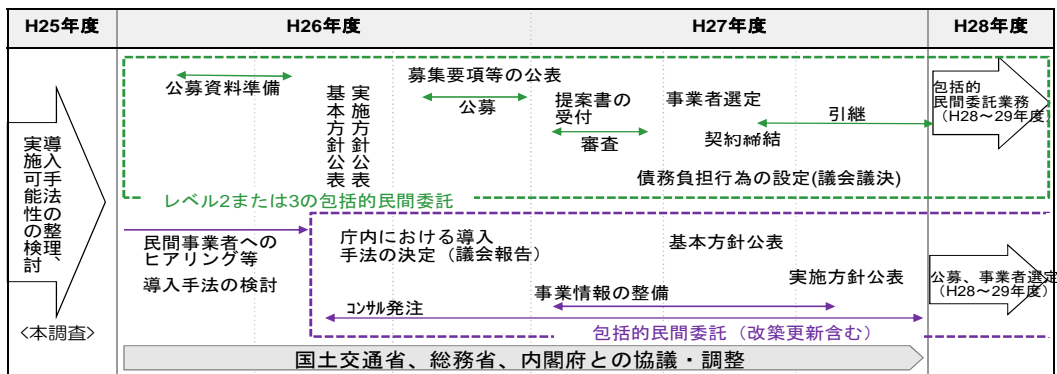 H25年度
H26年度
H27年度
H28年度
導入手法の整理、
実施可能性の検討
<本調査>
公募資料準備
実施方針公表
基本方針公表
募集要項等の公表
公募
提案書の
受付
審査
事業者選定
契約締結
引継
債務負担行為の設定(議会議決)
包括的
民間委託業務
(H28~29年度)
レベル2または3の包括的民間委託
民間事業者への
ヒアリング等
導入手法の検討
庁内における導入
手法の決定(議会報告)
コンサル発注
事業情報の整備
基本方針公表
実施方針公表
公募、事業者選定
(H28~29年度)
包括的民間委託(改築更新含む)
国土交通省、総務省、内閣府との協議・調整